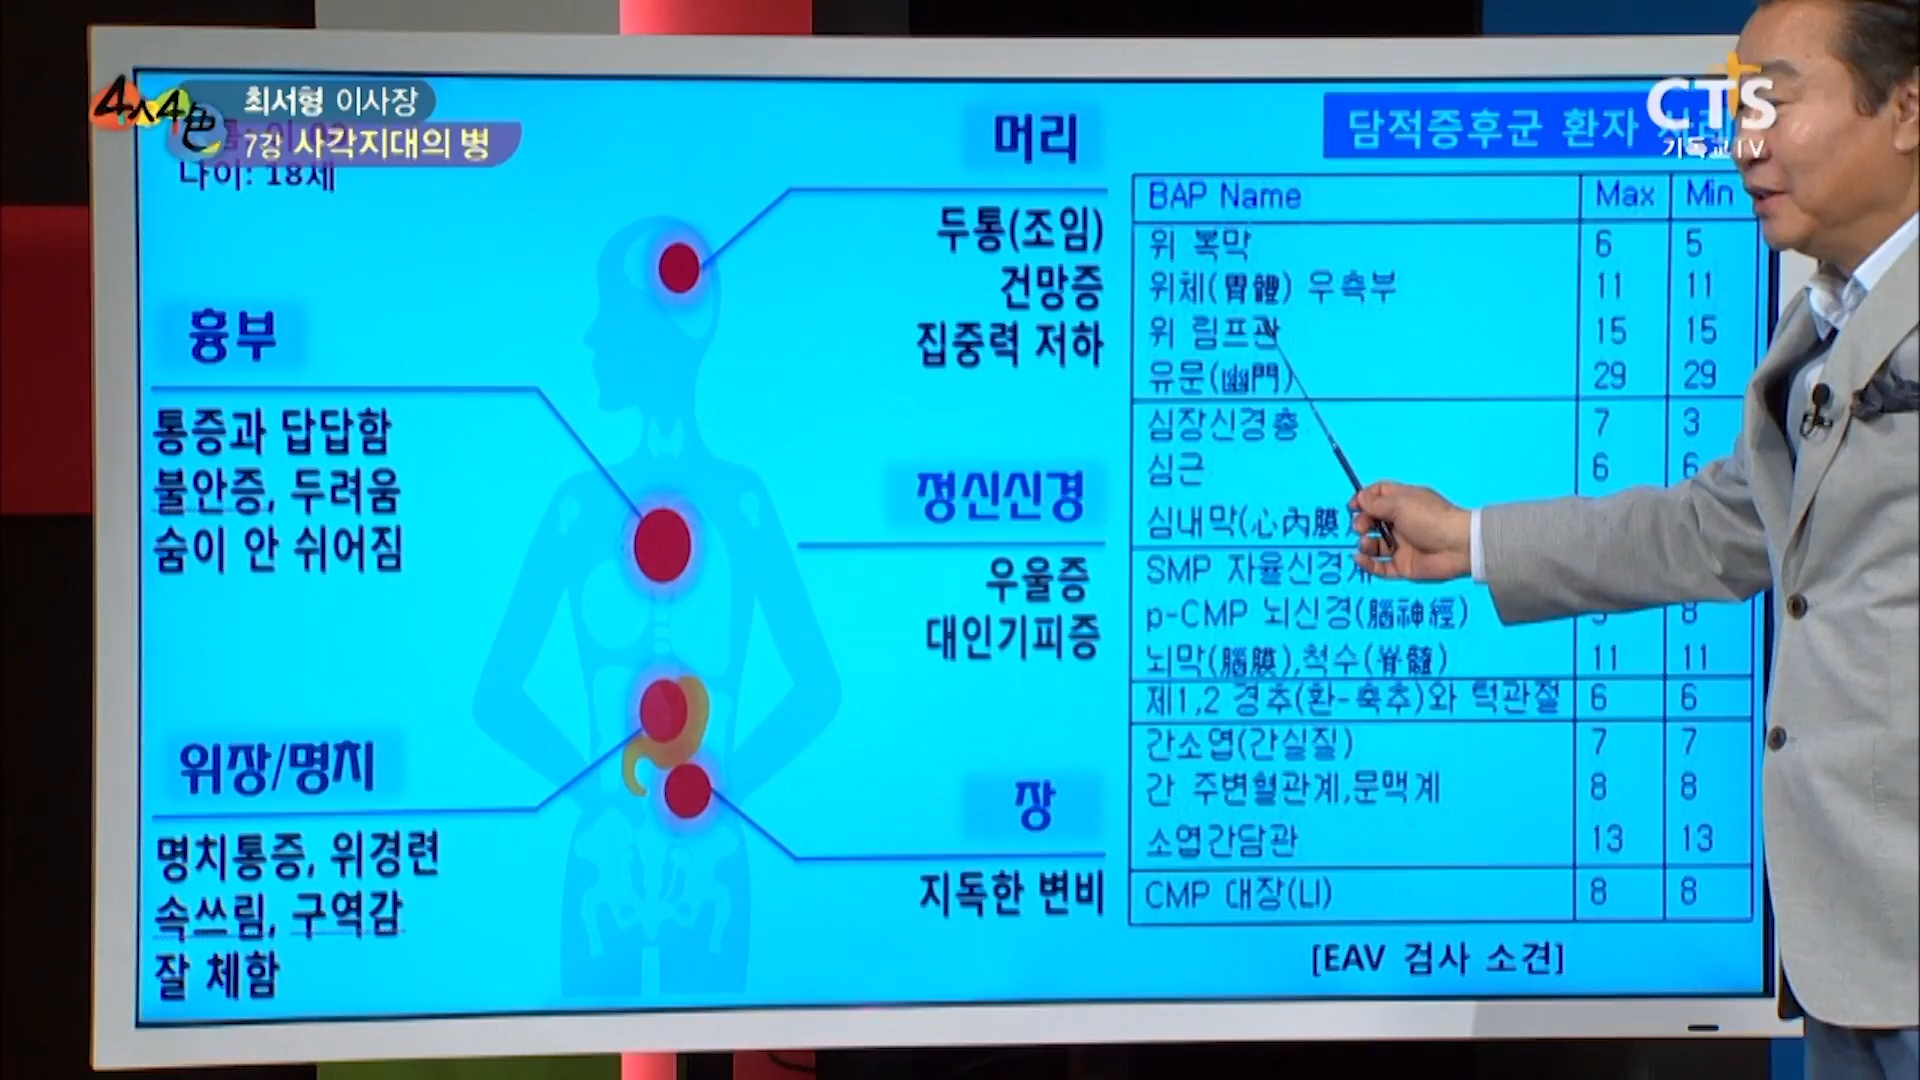 4人4色
최서형 이사장
7강 사각지대의 병
나이: 18세
CTS
기독교TV
담적증후군 환자
머리
두통(조임)
건망증
집중력 저하
흉부
통증과 답답함
불안증, 두려움
숨이 안 쉬어짐
정신신경
우울증
대인기피증
위장/명치
명치통증, 위경련
속쓰림, 구역감
잘 체함
장
지독한 변비
BAP Name Max Min
위 복막 6 5
위체(胃體) 우측부 11 11
위 림프관 15 15
유문(幽門) 29 29
심장신경총 7 3
심근 6 6
심내막(心內膜)
SMP 자율신경계
p-CMP 뇌신경(腦神經) 8
뇌막(腦膜),척수(脊髓) 11 11
제1,2 경추(환-축추)와 턱관절 6 6
간소엽(간실질) 7 7
간 주변혈관계,문맥계 8 8
소엽간담관 13 13
CMP 대장(LI) 8 8
[EAV 검사 소견]